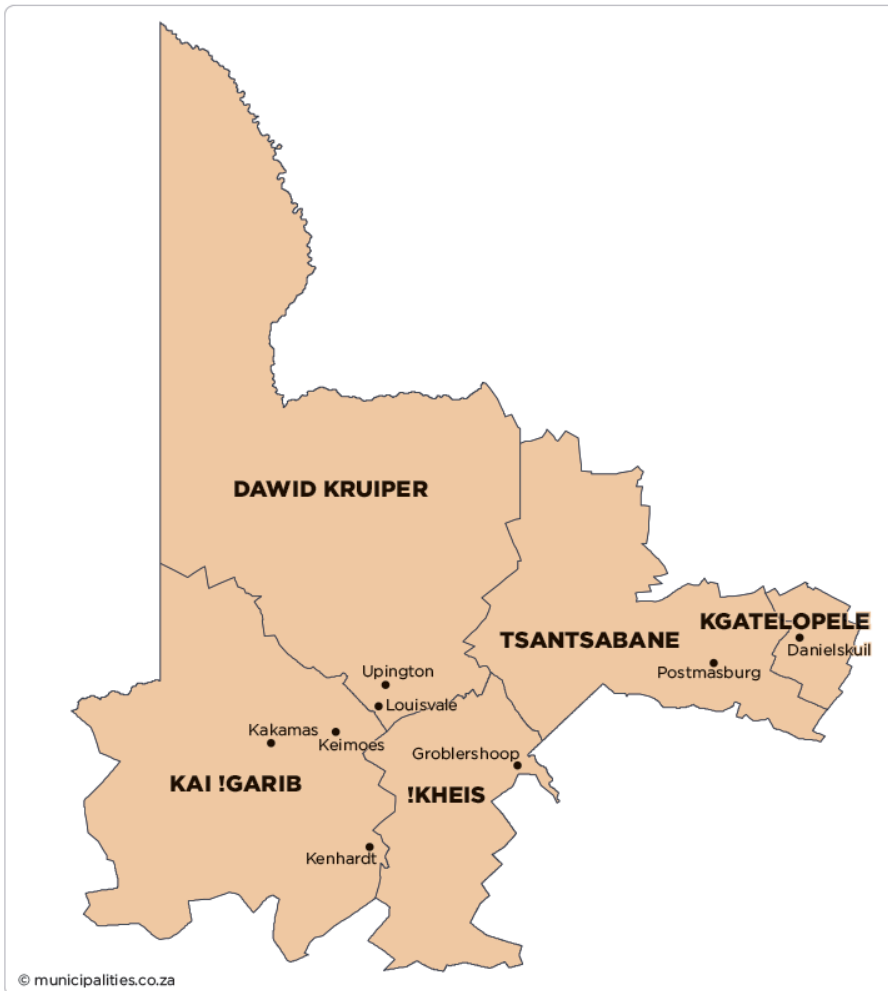 DAWID KRUIPER
KGATELOPELE
TSANTSABANE
Danielskuil
Upington
Postmasburg
Louisvale
Kakamas
Keimoes
Groblershoop
KAI !GARIB
!KHEIS
Kenhardt
© municipalities.co.za